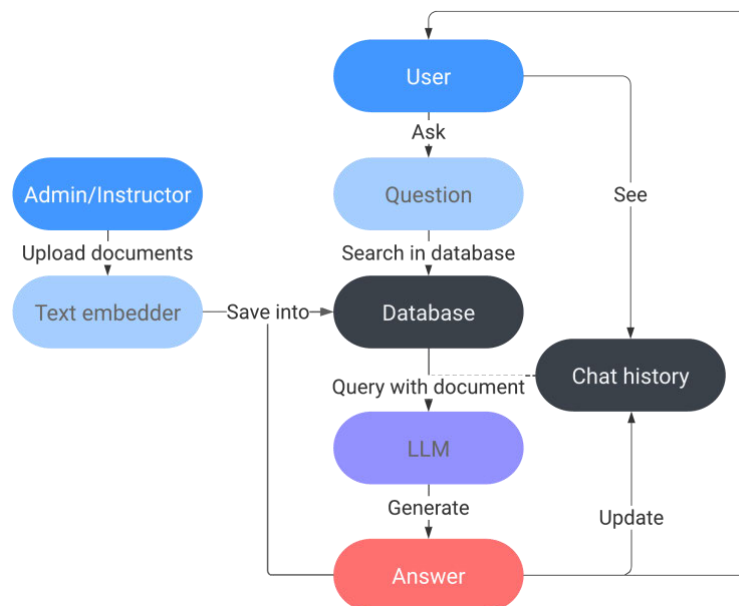 User
Ask
Admin/Instructor
Question
See
Upload documents
Search in database
Text embedder
Save into
Database
Chat history
Query with document
LLM
Generate
Update
Answer